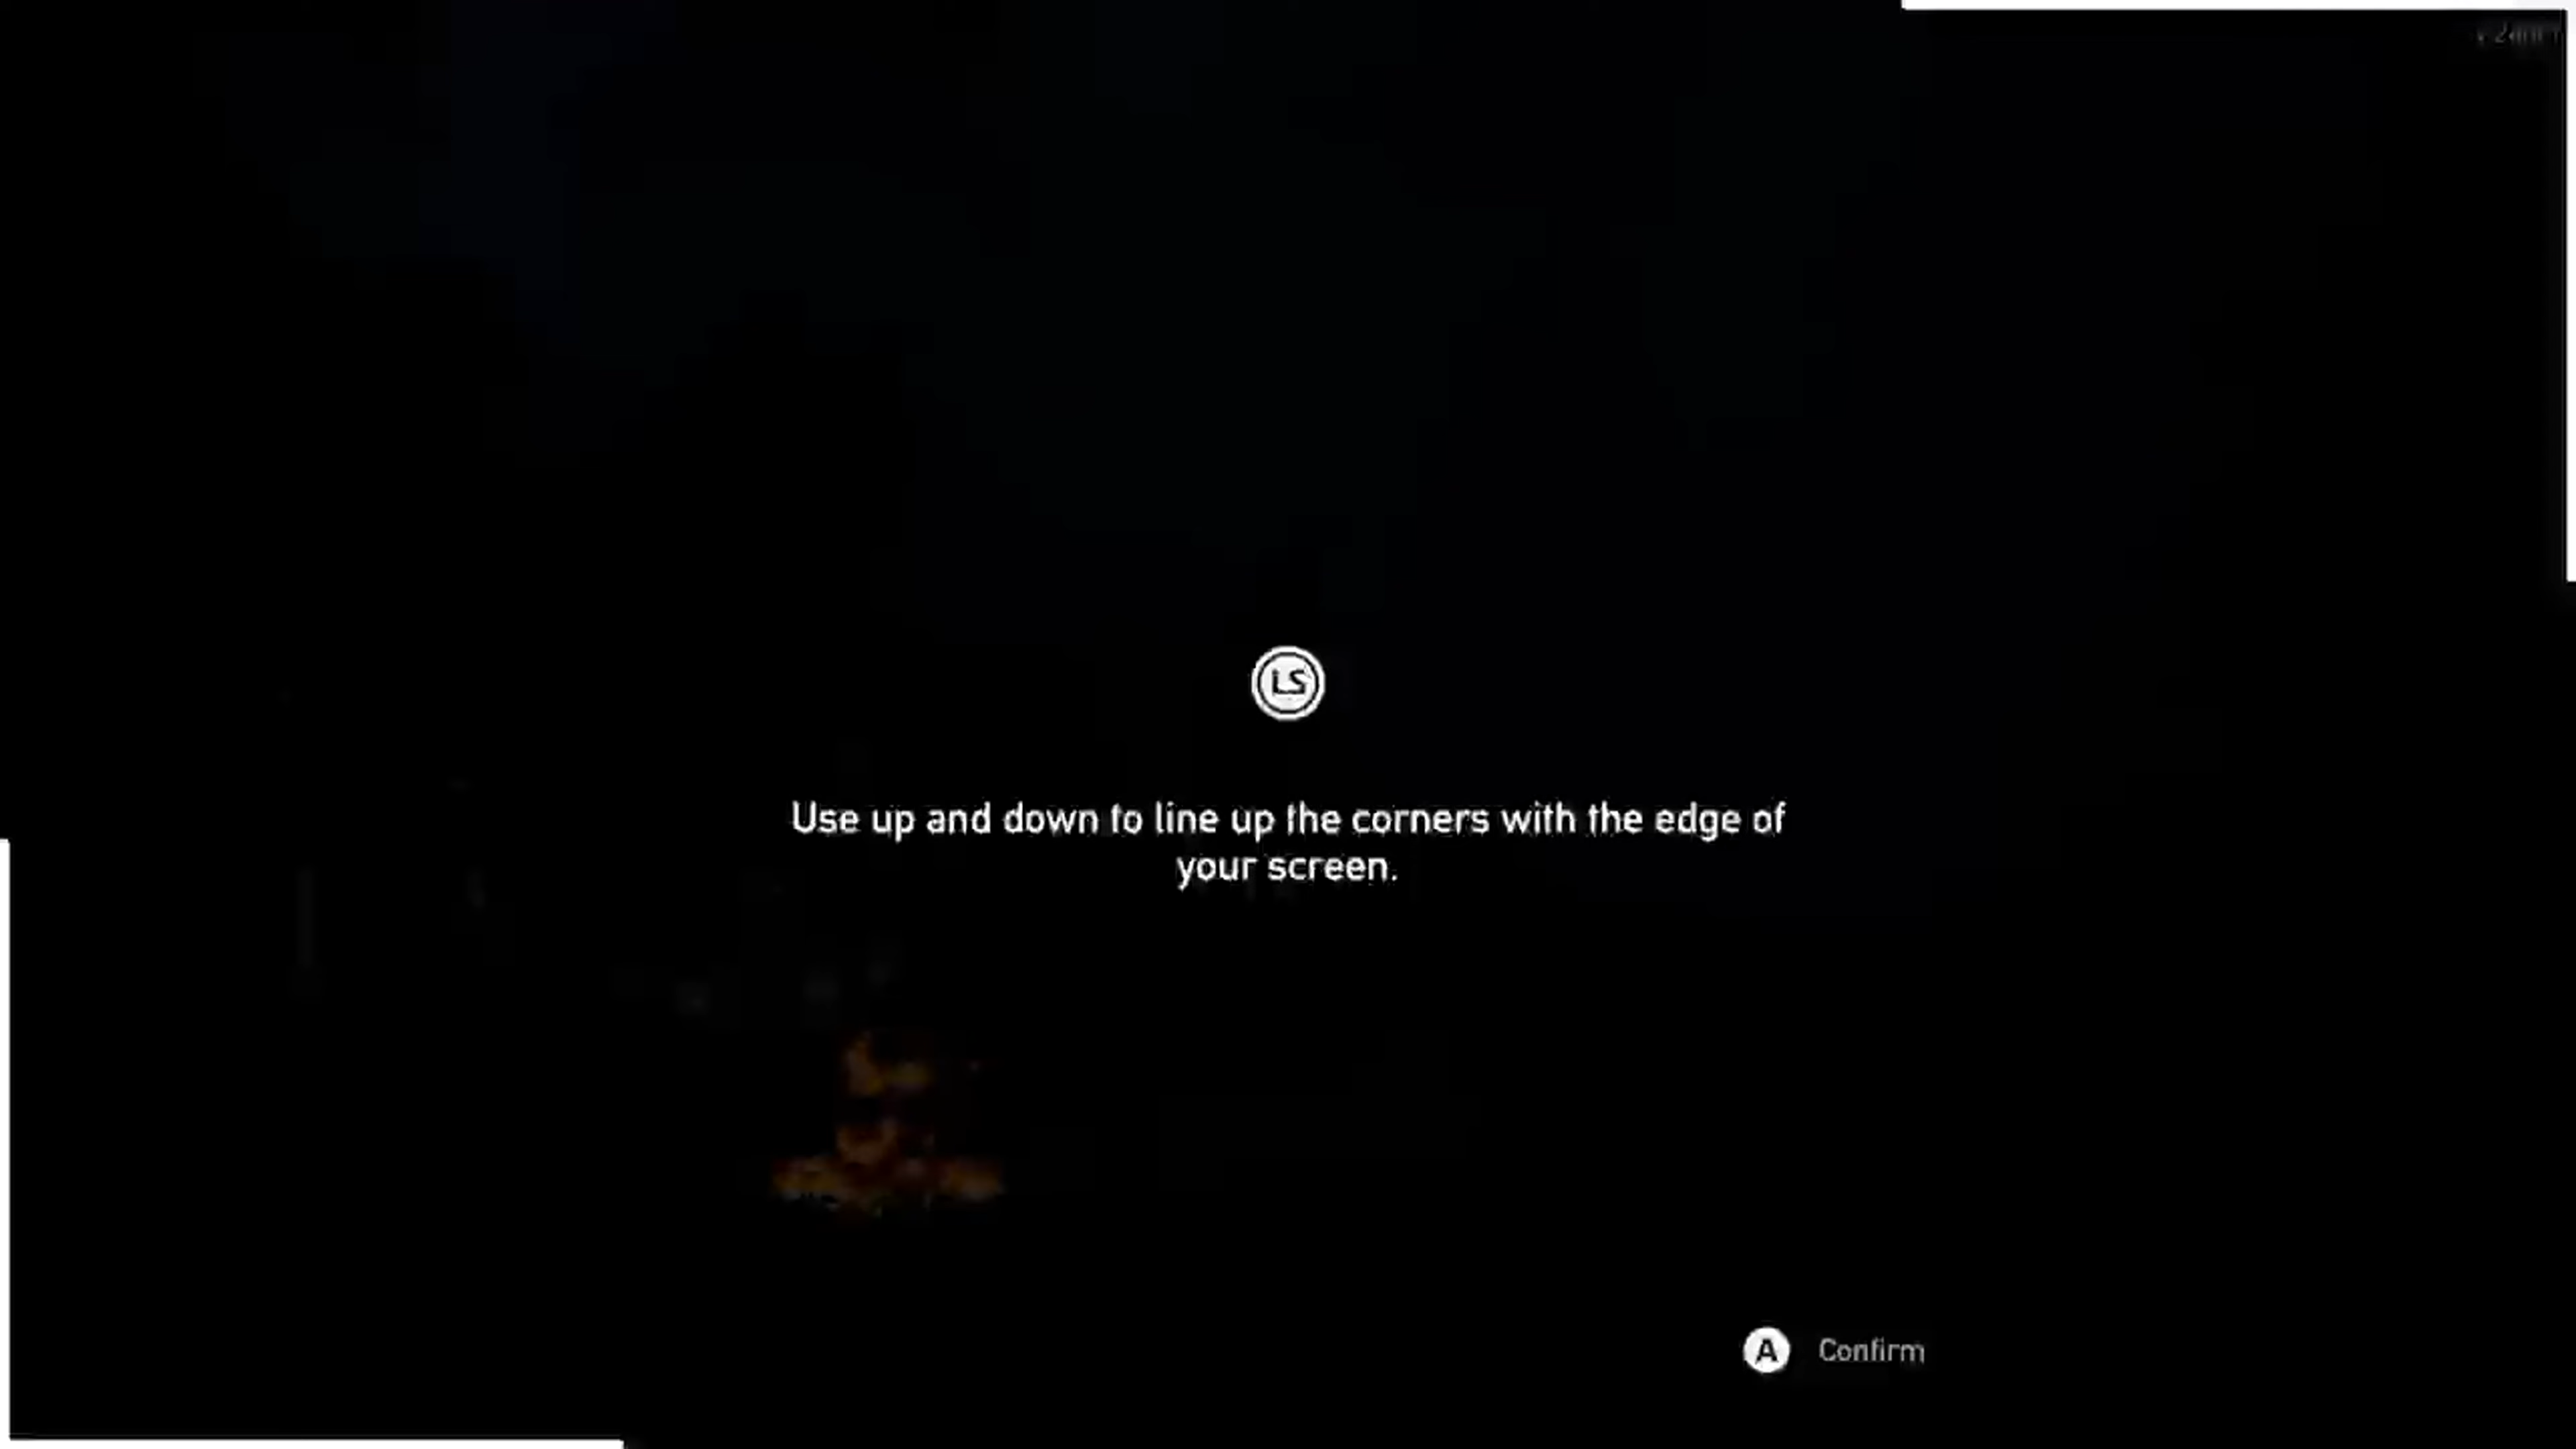 LS
Use up and down to line up the corners with the edge of
your screen.
A Confirm